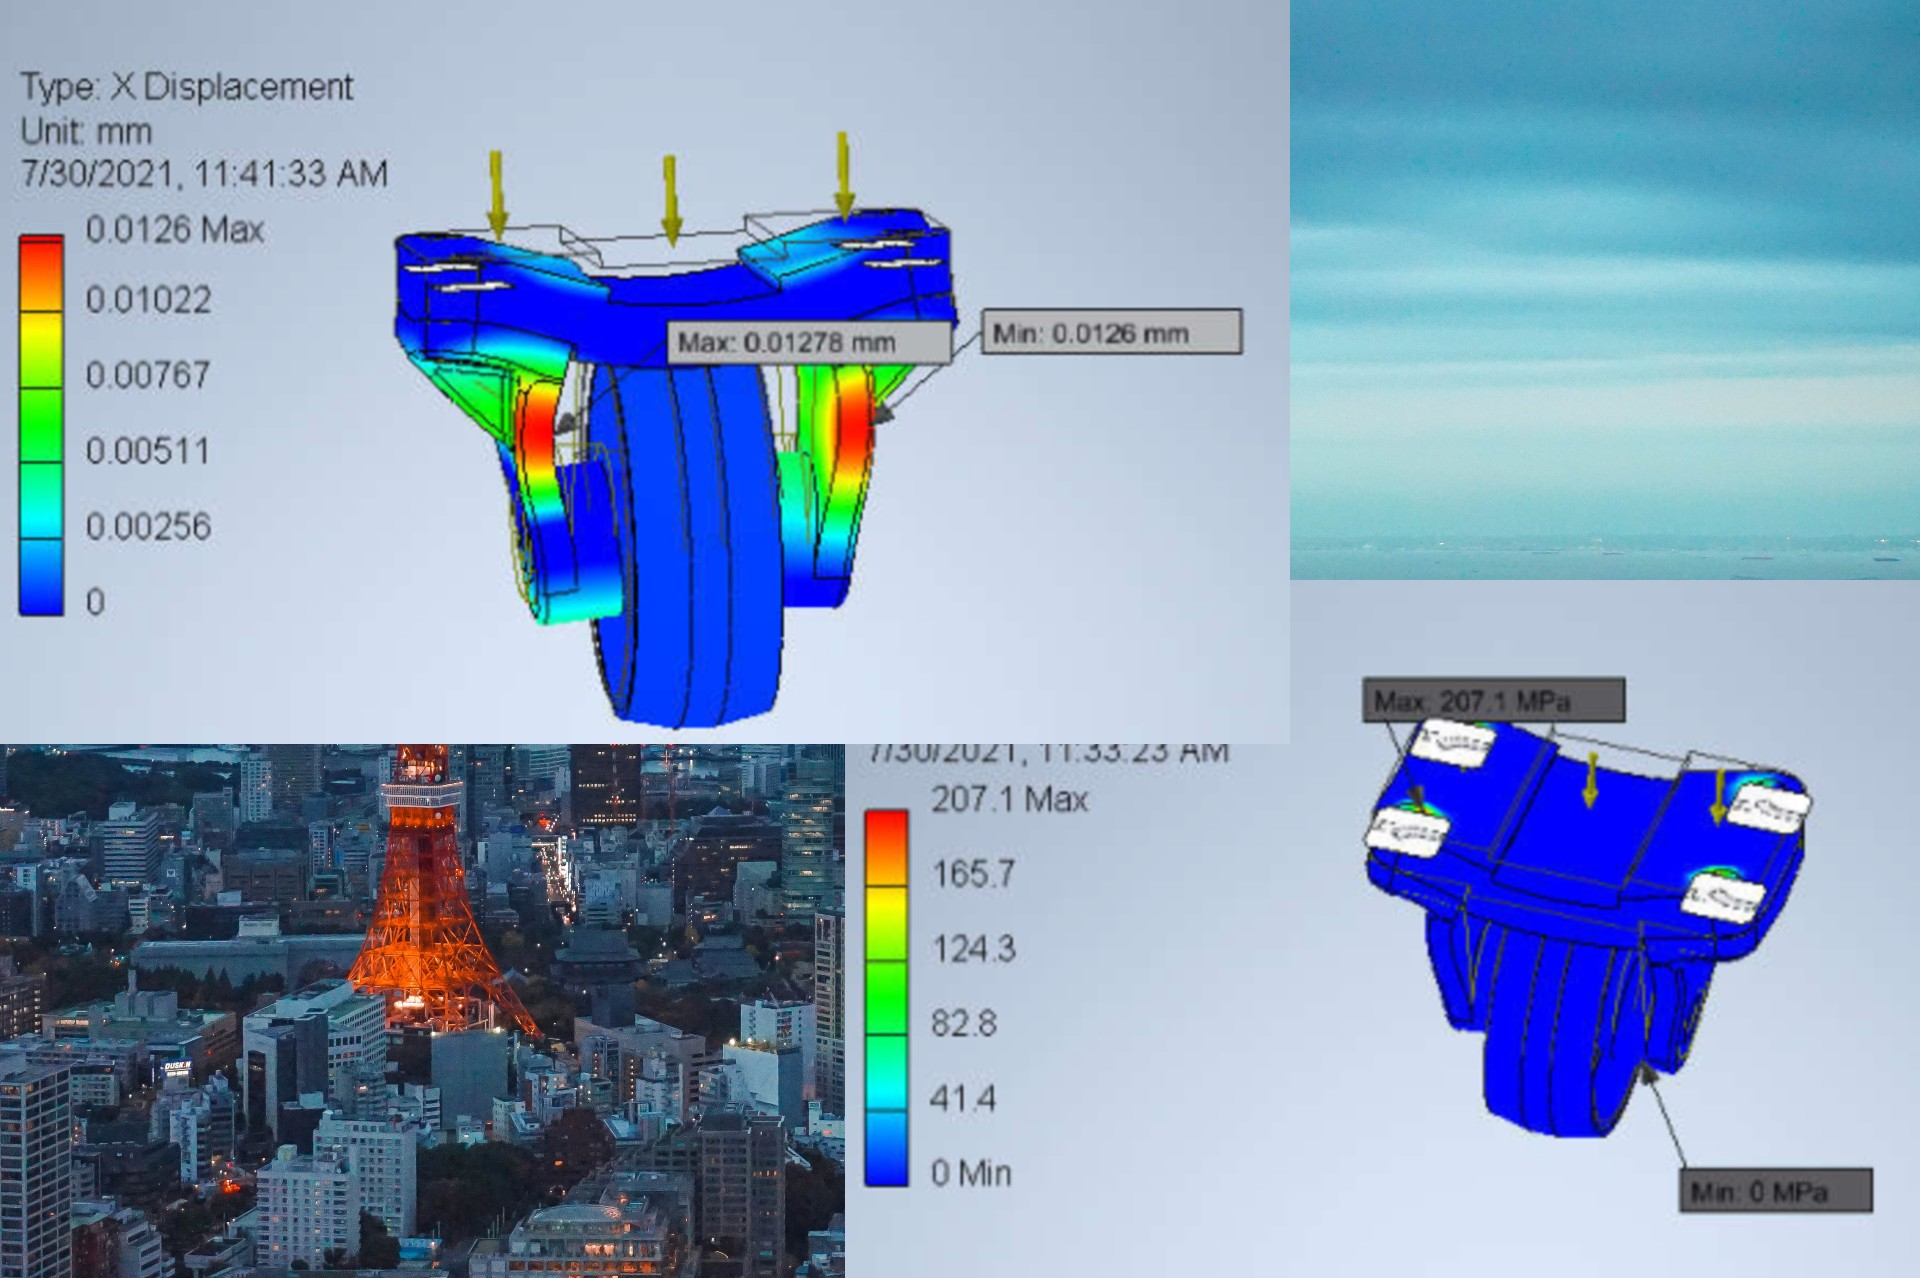 Type: X Displacement
Unit: mm
7/30/2021, 11:41:33 AM
0.0126 Max
0.01022
0.00767
0.00511
0.00256
0
Max: 0.01278 mm
Min: 0.0126 mm
7/30/2021, 11:33:23 AM
207.1 Max
165.7
124.3
82.8
41.4
0 Min
Max: 207.1 MPa
Min: 0 MPa